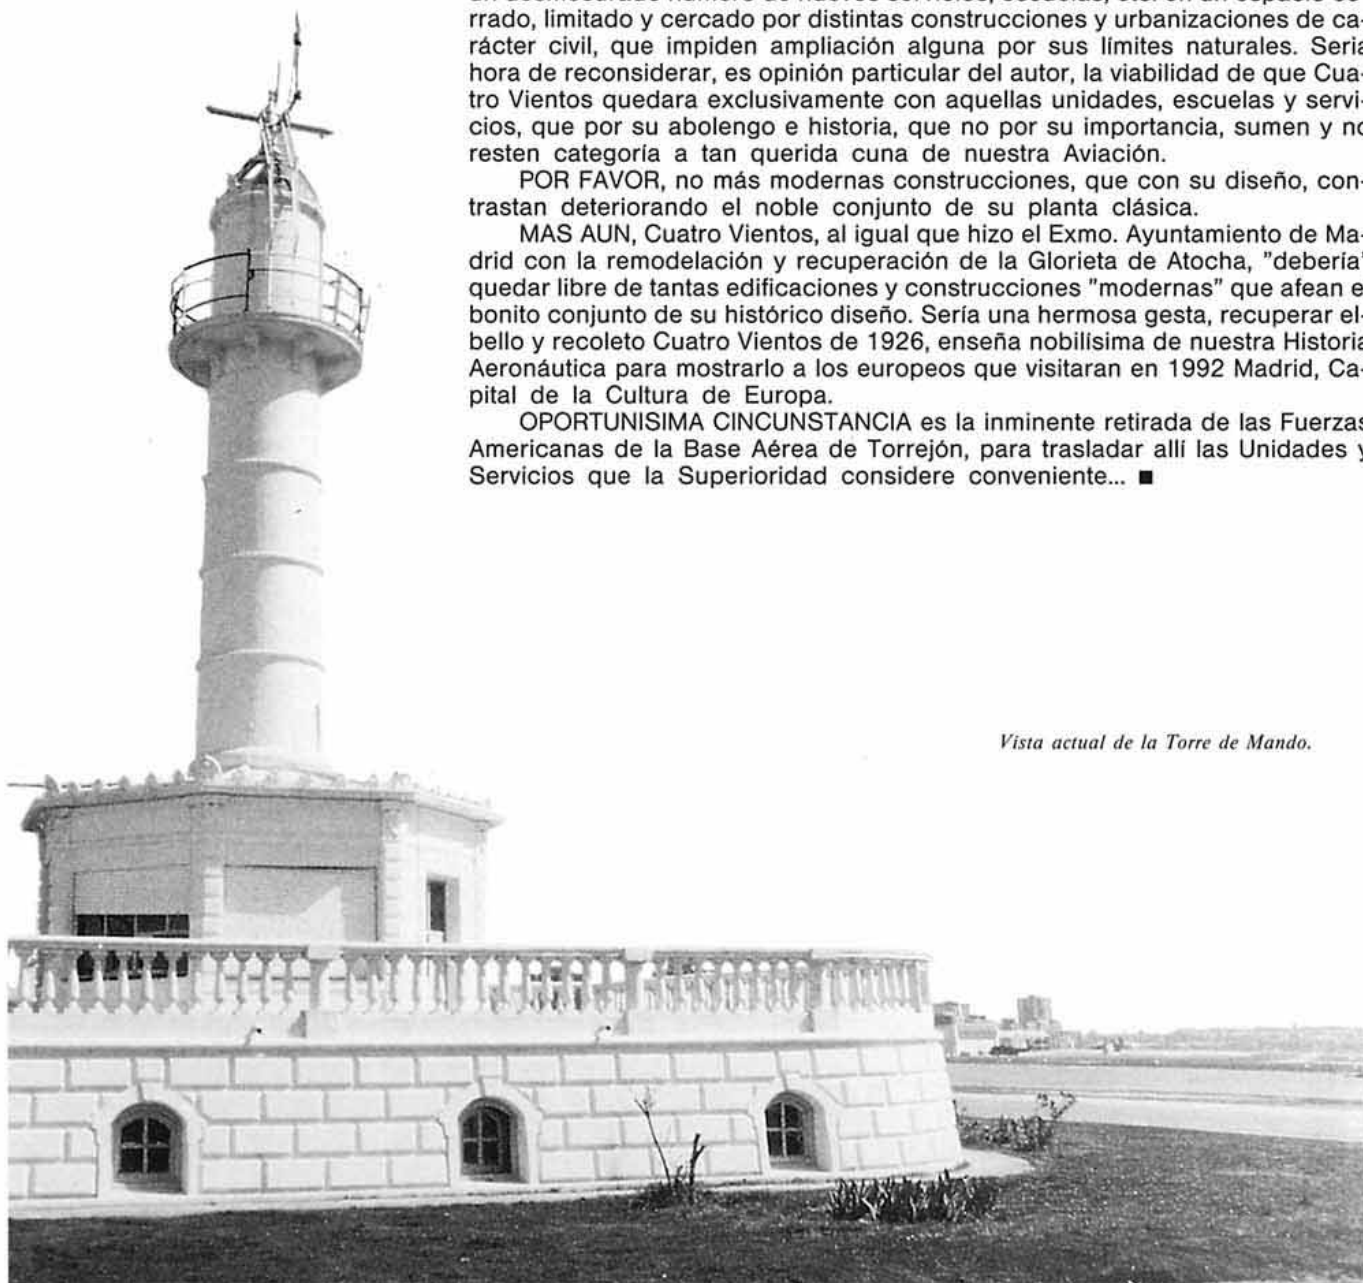 rrado, limitado y cercado por distintas construcciones y urbanizaciones de ca-
rácter civil, que impiden ampliación alguna por sus límites naturales. Sería
hora de reconsiderar, es opinión particular del autor, la viabilidad de que Cua-
tro Vientos quedara exclusivamente con aquellas unidades, escuelas y servi-
cios, que por su abolengo e historia, que no por su importancia, sumen y no
resten categoría a tan querida cuna de nuestra Aviación.
POR FAVOR, no más modernas construcciones, que con su diseño, con-
trastan deteriorando el noble conjunto de su planta clásica.
MAS AUN, Cuatro Vientos, al igual que hizo el Exmo. Ayuntamiento de Ma-
drid con la remodelación y recuperación de la Glorieta de Atocha, "debería"
quedar libre de tantas edificaciones y construcciones "modernas" que afean el
bonito conjunto de su histórico diseño. Sería una hermosa gesta, recuperar el-
bello y recoleto Cuatro Vientos de 1926, enseña nobilísima de nuestra Historia
Aeronáutica para mostrarlo a los europeos que visitaran en 1992 Madrid, Ca-
pital de la Cultura de Europa.
OPORTUNISIMA CINCUNSTANCIA es la inminente retirada de las Fuerzas
Americanas de la Base Aérea de Torrejón, para trasladar allí las Unidades y
Servicios que la Superioridad considere conveniente... ■
Vista actual de la Torre de Mando.